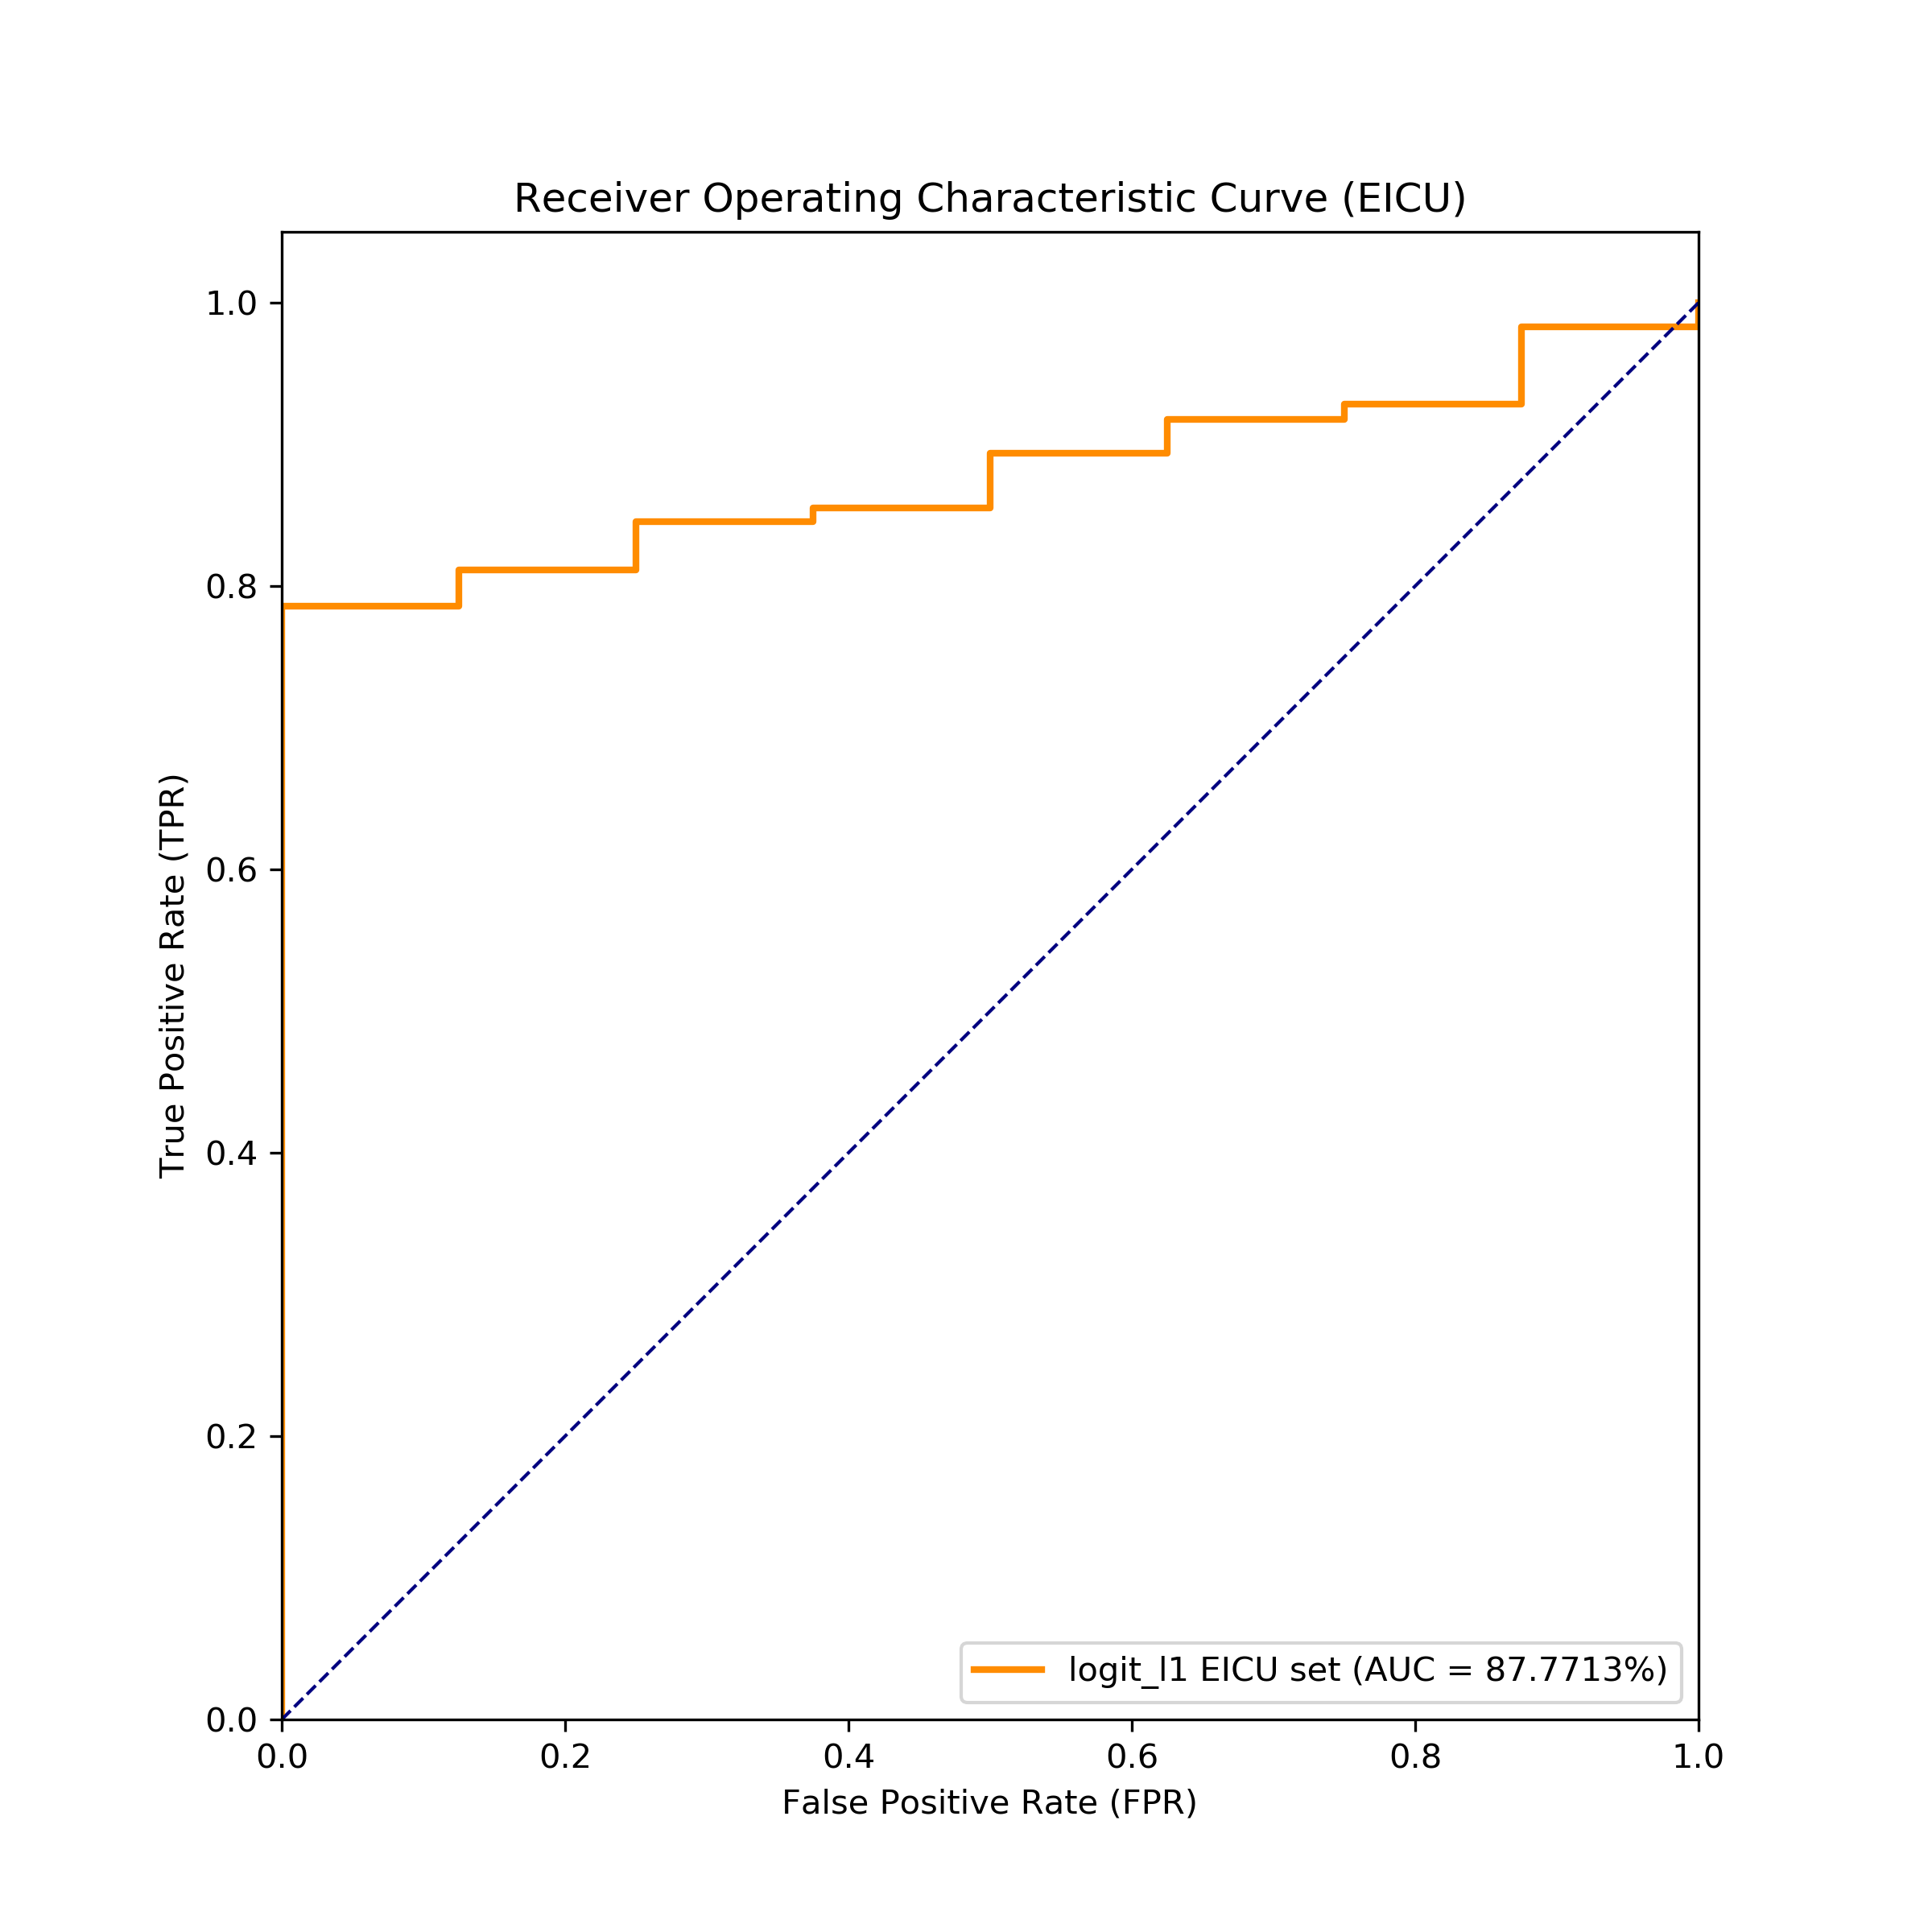 Receiver Operating Characteristic Curve (EICU)
1.0
0.8
0.6
0.4
0.2
0.0
True Positive Rate (TPR)
logit_l1 EICU set (AUC = 87.7713%)
0.0 0.2 0.4 0.6 0.8 1.0
False Positive Rate (FPR)